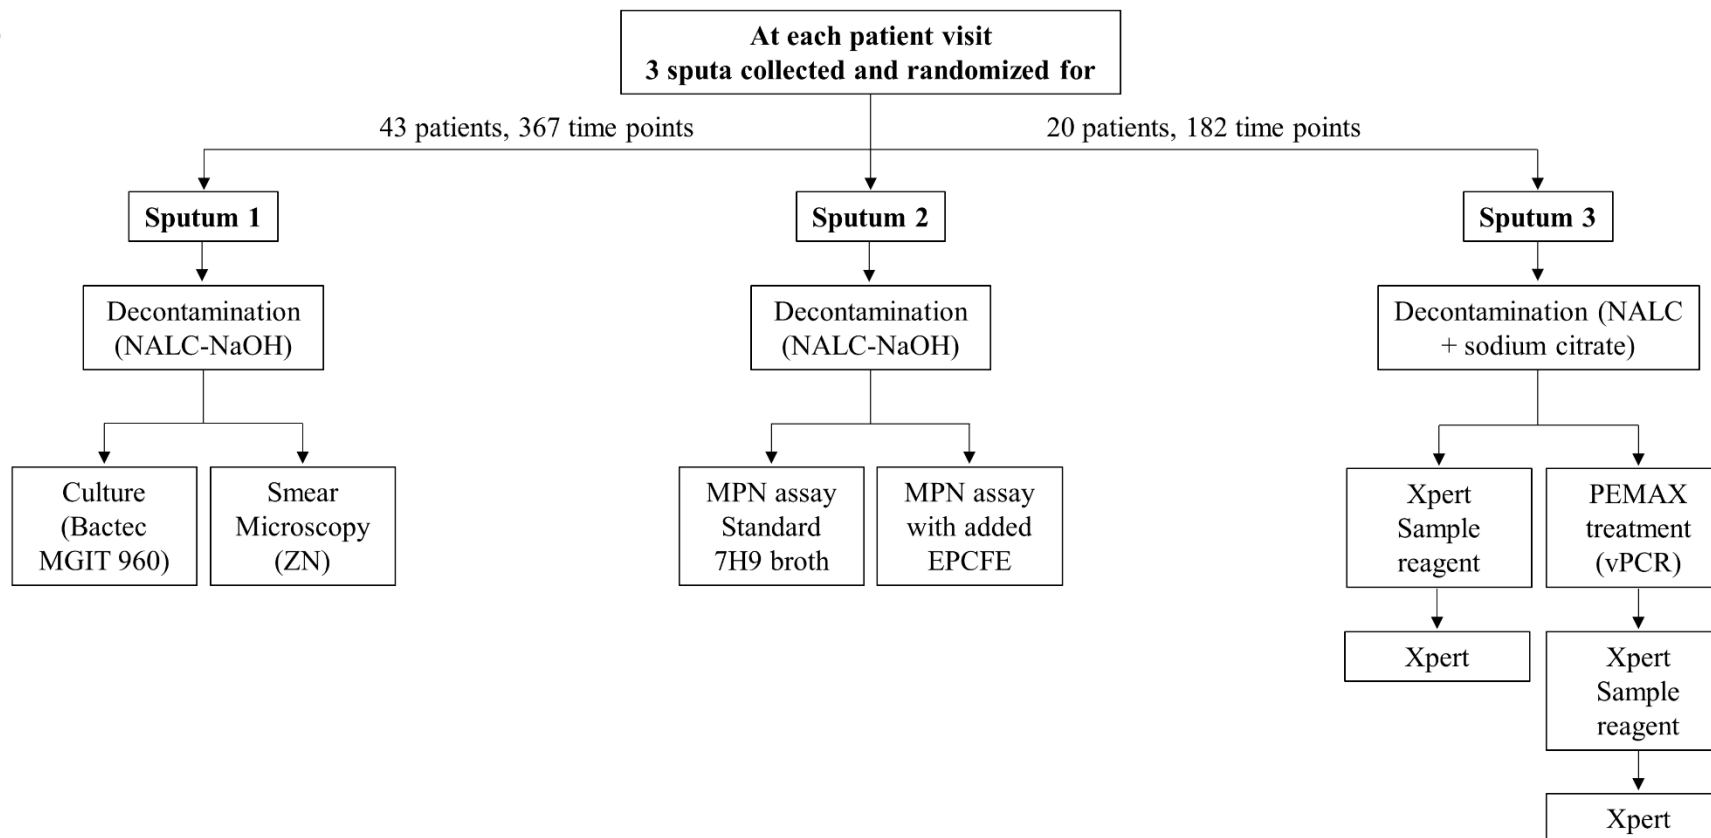 At each patient visit
3 sputa collected and randomized for
43 patients, 367 time points
20 patients, 182 time points
Sputum 1
Sputum 2
Sputum 3
Decontamination
(NALC-NaOH)
Decontamination
(NALC-NaOH)
Decontamination (NALC
+ sodium citrate)
Culture
(Bactec
MGIT 960)
Smear
Microscopy
(ZN)
MPN assay
Standard
7H9 broth
MPN assay
with added
EPCFE
Xpert
Sample
reagent
PEMAX
treatment
(vPCR)
Xpert
Xpert
Sample
reagent
Xpert